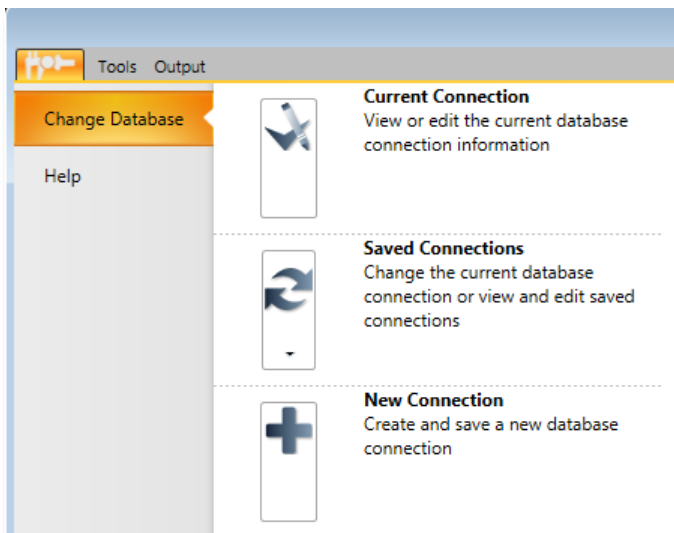 Tools Output
Change Database
Help
Current Connection
View or edit the current database
connection information
Saved Connections
Change the current database
connection or view and edit saved
connections
New Connection
Create and save a new database
connection